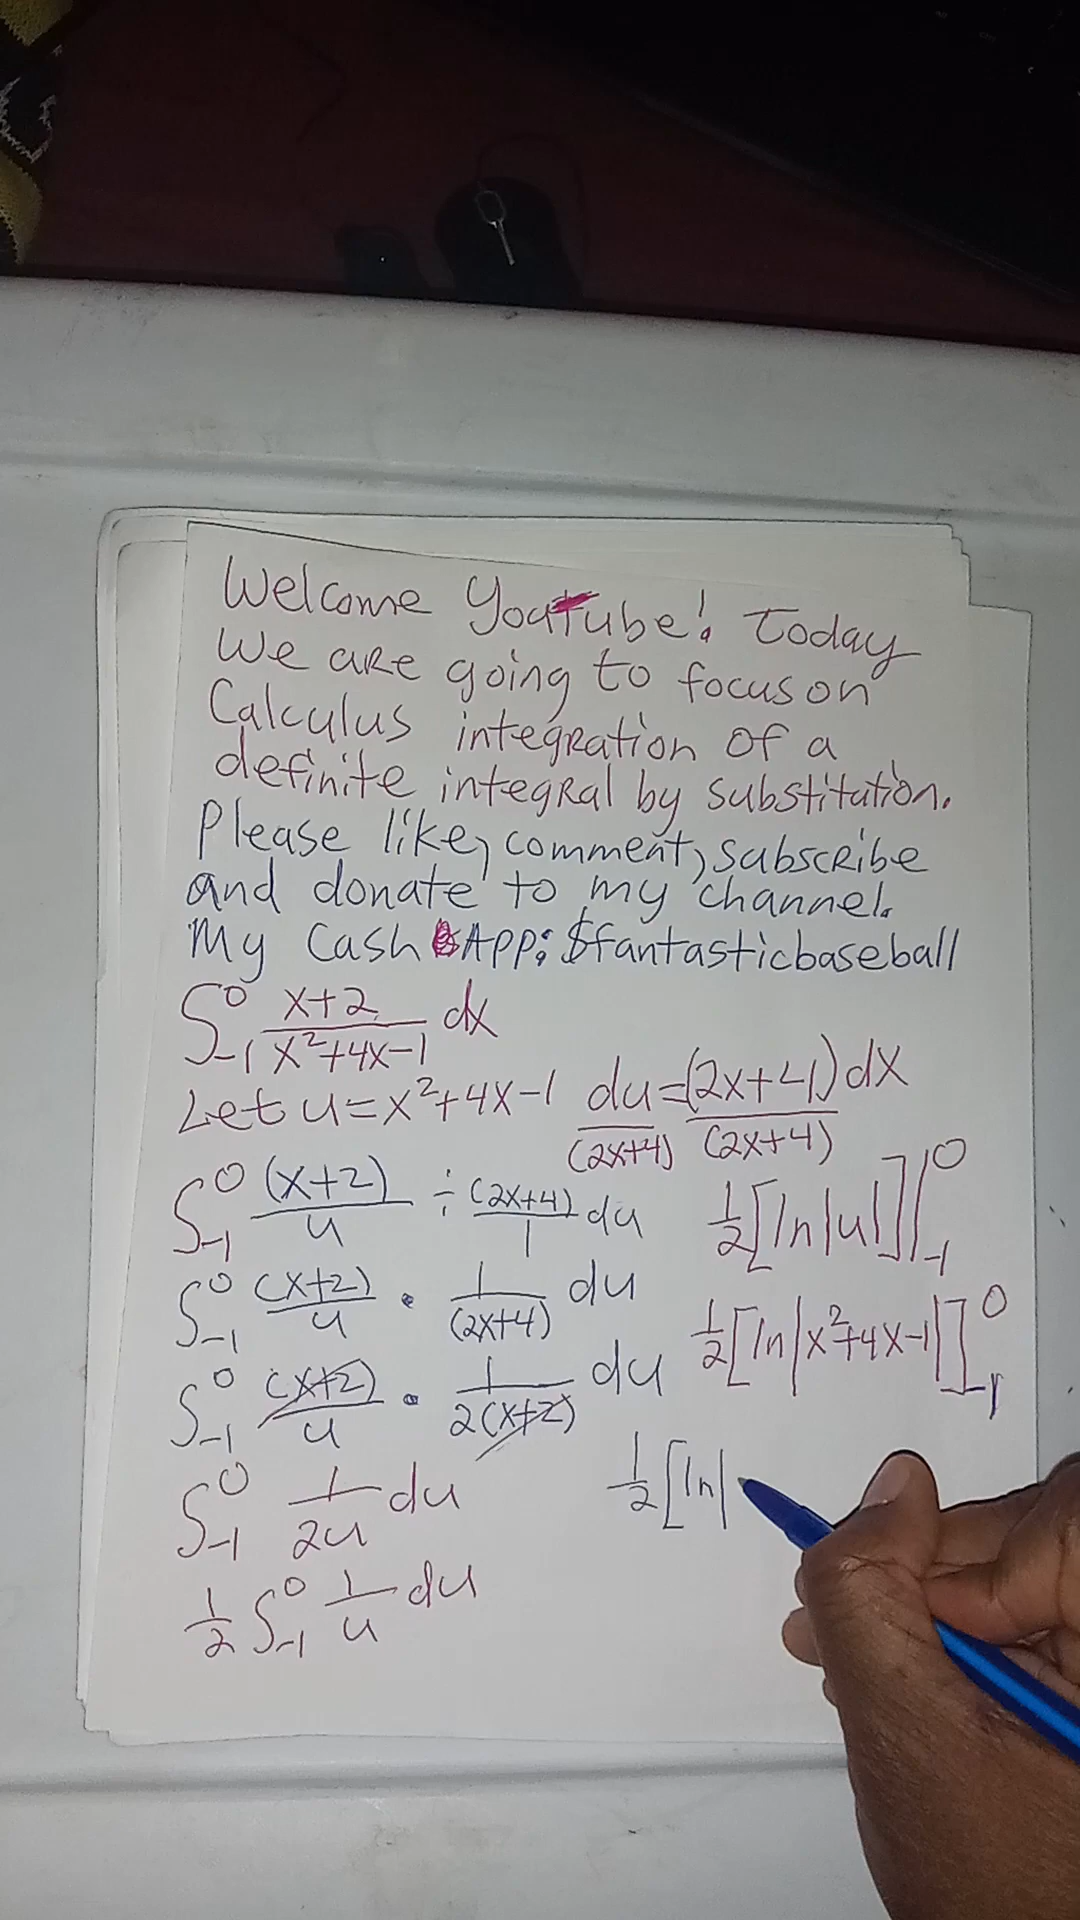 Welcome YouTube! Today
We are going to focus on
Calculus integration of a
definite integral by substitution.
Please like, comment, subscribe
and donate to my channel.
My Cash App: $fantasticbaseball
∫₋₁⁰ (x+2)/(x²+4x-1) dx
Let u=x²+4x-1 du/(2x+4) = (2x+4)dx/(2x+4)
∫₋₁⁰ (x+2)/u ÷ (2x+4)/1 du
½[ln|u|]|₋₁⁰
∫₋₁⁰ (x+2)/u · 1/(2x+4) du
½[ln|x²+4x-1|]₋₁⁰
∫₋₁⁰ (x+2)/u · 1/2(x+2) du
½[ln|
∫₋₁⁰ 1/2u du
½ ∫₋₁⁰ 1/u du